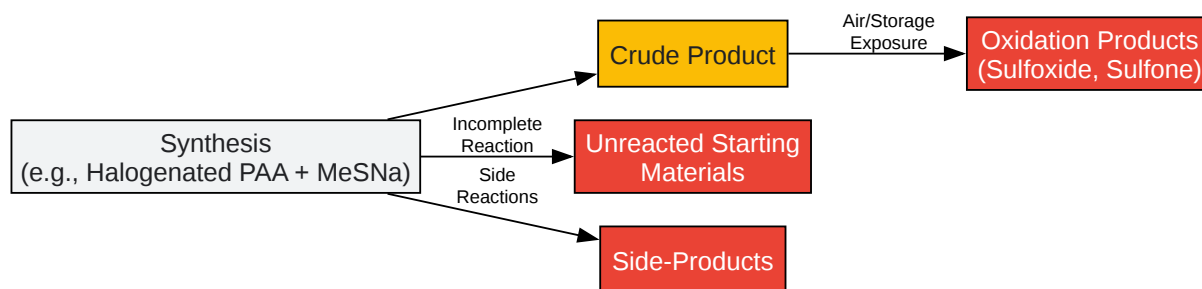 Synthesis
(e.g., Halogenated PAA + MeSNa)
Crude Product
Air/Storage
Exposure
Oxidation Products
(Sulfoxide, Sulfone)
Incomplete
Reaction
Unreacted Starting
Materials
Side
Reactions
Side-Products